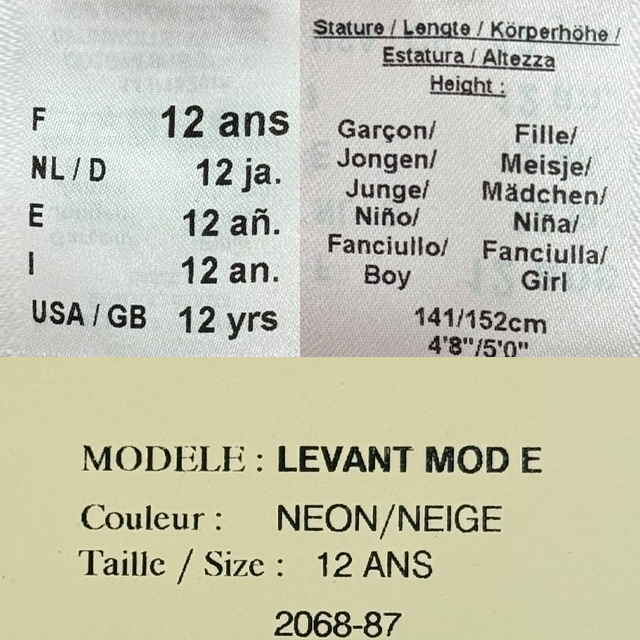 F 12 ans
NL / D 12 ja.
E 12 añ.
I 12 an.
USA / GB 12 yrs
Stature / Lengte / Körperhöhe /
Estatura / Altezza
Height :
Garçon/ Fille/
Jongen/ Meisje/
Junge/ Mädchen/
Niño/ Niña/
Fanciullo/ Fanciulla/
Boy Girl
141/152cm
4'8"/5'0"
MODELE : LEVANT MOD E
Couleur : NEON/NEIGE
Taille / Size : 12 ANS
2068-87